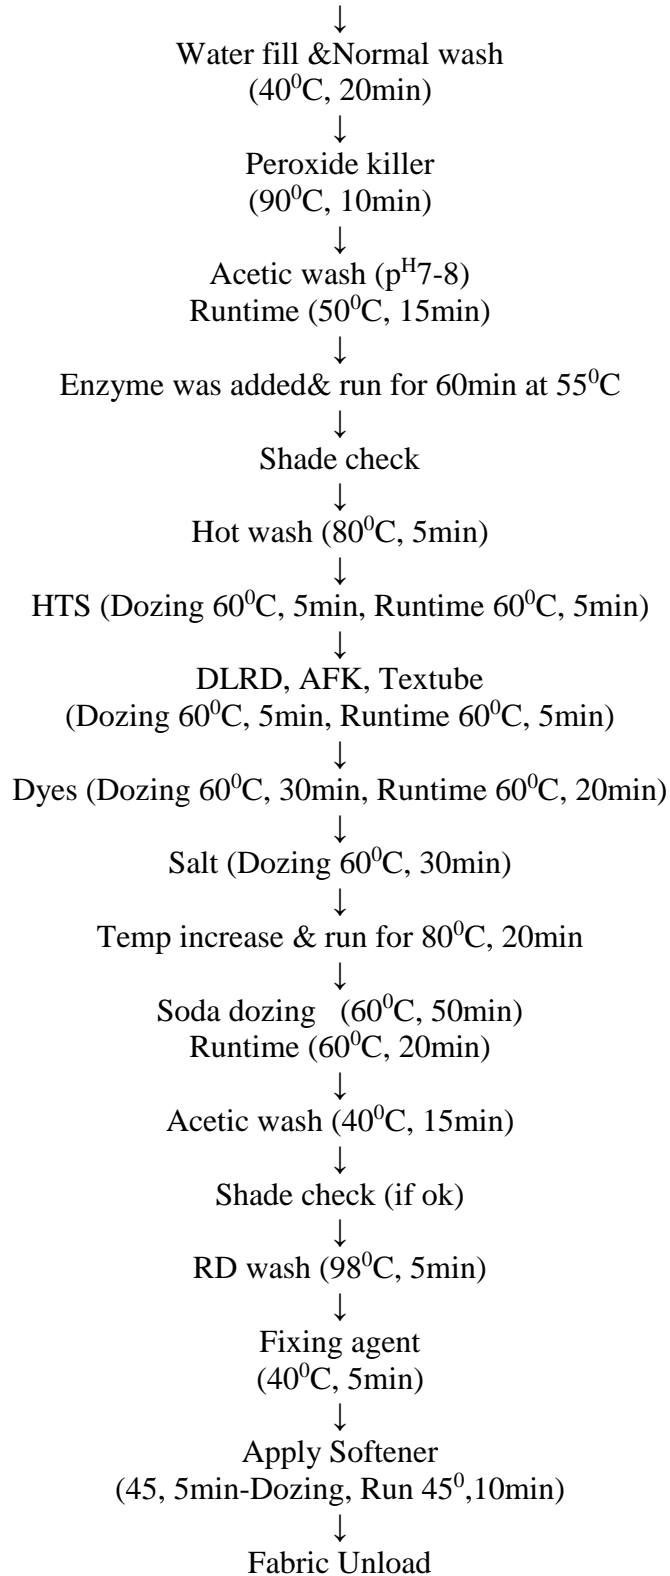 ↓
Water fill &Normal wash
(40⁰C, 20min)
↓
Peroxide killer
(90⁰C, 10min)
↓
Acetic wash (pᴴ7-8)
Runtime (50⁰C, 15min)
↓
Enzyme was added& run for 60min at 55⁰C
↓
Shade check
↓
Hot wash (80⁰C, 5min)
↓
HTS (Dozing 60⁰C, 5min, Runtime 60⁰C, 5min)
↓
DLRD, AFK, Textube
(Dozing 60⁰C, 5min, Runtime 60⁰C, 5min)
↓
Dyes (Dozing 60⁰C, 30min, Runtime 60⁰C, 20min)
↓
Salt (Dozing 60⁰C, 30min)
↓
Temp increase & run for 80⁰C, 20min
↓
Soda dozing (60⁰C, 50min)
Runtime (60⁰C, 20min)
↓
Acetic wash (40⁰C, 15min)
↓
Shade check (if ok)
↓
RD wash (98⁰C, 5min)
↓
Fixing agent
(40⁰C, 5min)
↓
Apply Softener
(45, 5min-Dozing, Run 45⁰,10min)
↓
Fabric Unload